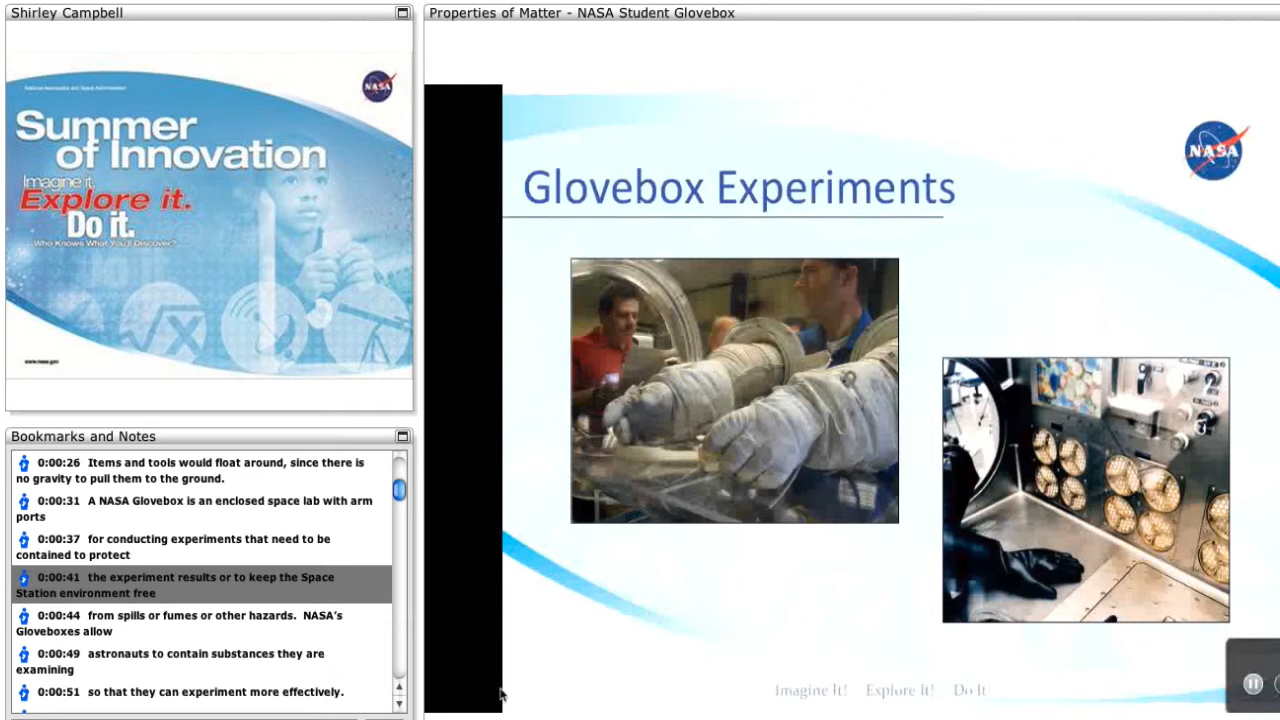 Shirley Campbell
NASA
Summer
of Innovation
Imagine it.
Explore it.
Do it.
Who Knows What You'll Discover?
www.nasa.gov
Bookmarks and Notes
0:00:26 Items and tools would float around, since there is
no gravity to pull them to the ground.
0:00:31 A NASA Glovebox is an enclosed space lab with arm
ports
0:00:37 for conducting experiments that need to be
contained to protect
0:00:41 the experiment results or to keep the Space
Station environment free
0:00:44 from spills or fumes or other hazards. NASA's
Gloveboxes allow
0:00:49 astronauts to contain substances they are
examining
0:00:51 so that they can experiment more effectively.
Properties of Matter - NASA Student Glovebox
NASA
Glovebox Experiments
Imagine It! Explore It! Do It